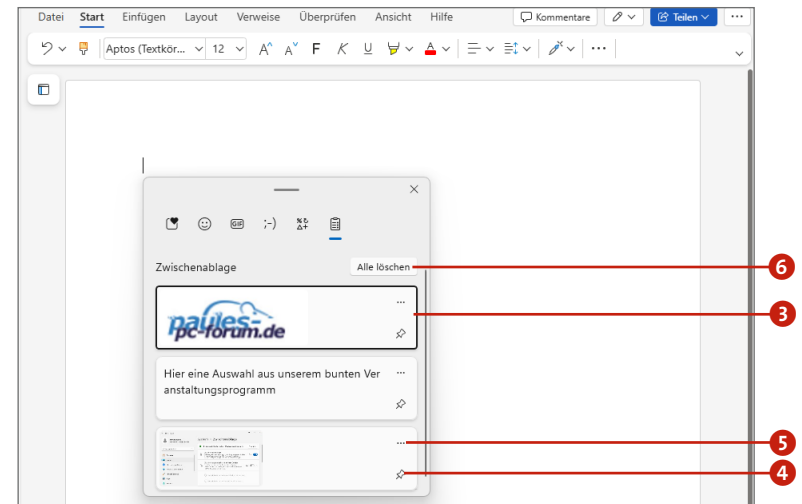 Datei Start Einfügen Layout Verweise Überprüfen Ansicht Hilfe Kommentare Teilen
Aptos (Textkör... 12 A^ A˅ F K U A
GIF ;-)
Zwischenablage Alle löschen
6
paules-
pc-forum.de
3
Hier eine Auswahl aus unserem bunten Ver
anstaltungsprogramm
5
4